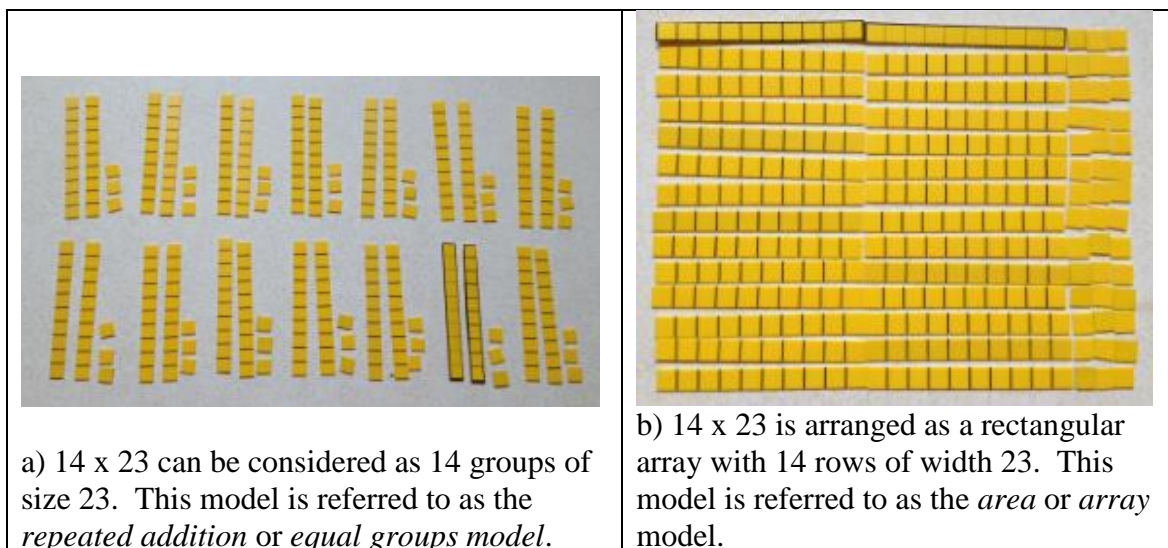 a) 14 x 23 can be considered as 14 groups of
size 23.  This model is referred to as the
repeated addition or equal groups model.
b) 14 x 23 is arranged as a rectangular
array with 14 rows of width 23.  This
model is referred to as the area or array
model.